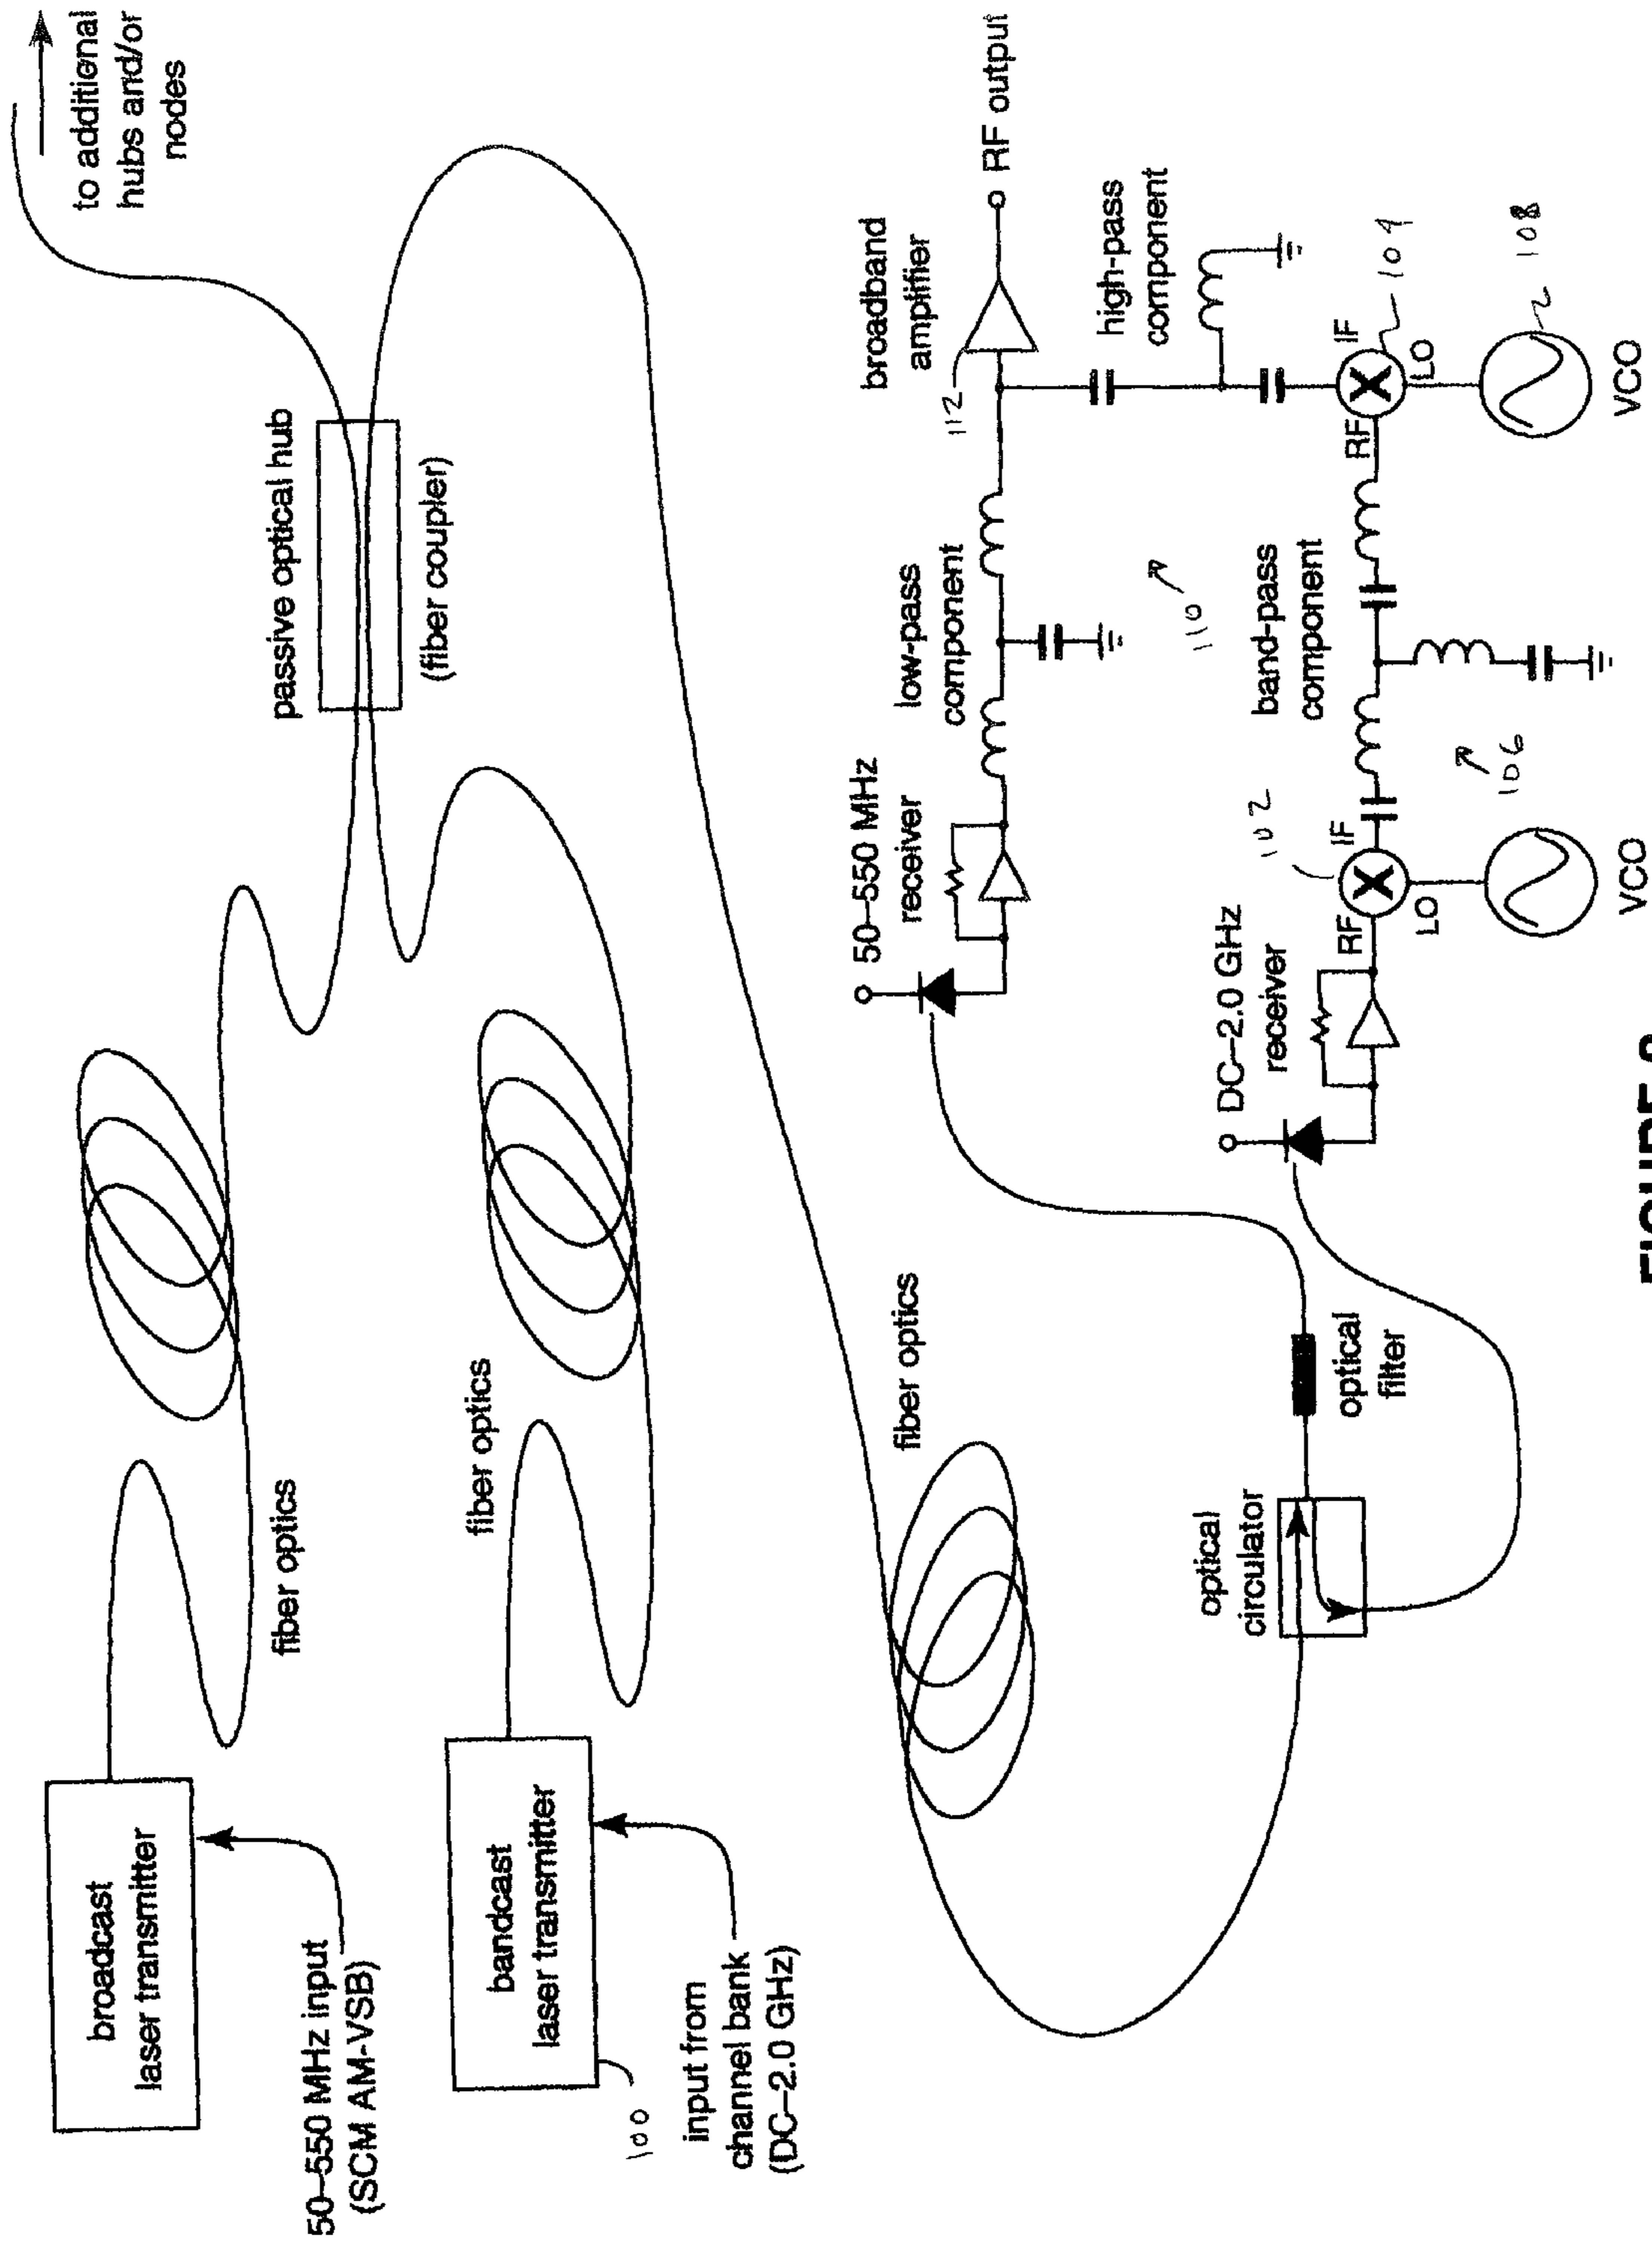 to additional
hubs and/or
nodes
passive optical hub
(fiber coupler)
broadcast
laser transmitter
50–550 MHz input
(SCM AM-VSB)
fiber optics
bandcast
laser transmitter
100
input from
channel bank
(DC–2.0 GHz)
fiber optics
fiber optics
optical
circulator
optical
filter
50–550 MHz
receiver
low-pass
component
112
broadband
amplifier
RF output
110
high-pass
component
DC–2.0 GHz
receiver
RF
102
IF
LO
VCO
106
band-pass
component
RF
IF
104
LO
108
VCO